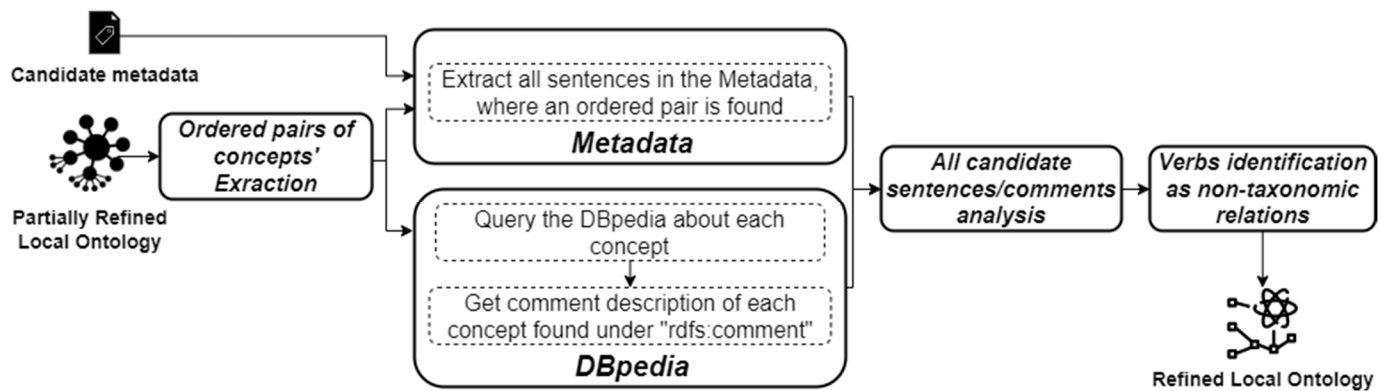 Candidate metadata
Partially Refined
Local Ontology
Ordered pairs of
concepts'
Exraction
Extract all sentences in the Metadata,
where an ordered pair is found
Metadata
Query the DBpedia about each
concept
Get comment description of each
concept found under "rdfs:comment"
DBpedia
All candidate
sentences/comments
analysis
Verbs identification
as non-taxonomic
relations
Refined Local Ontology